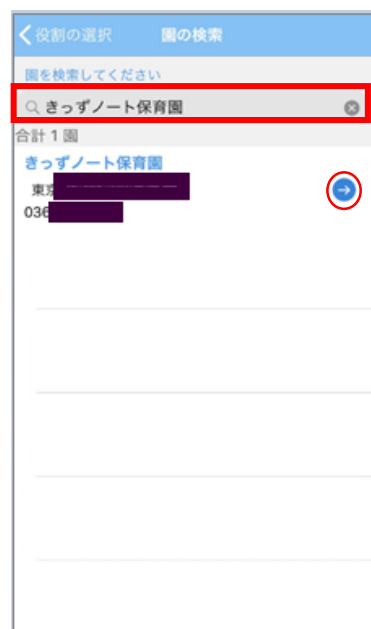 役割の選択 園の検索
園を検索してください
きっずノート保育園
合計 1 園
きっずノート保育園
東京
036